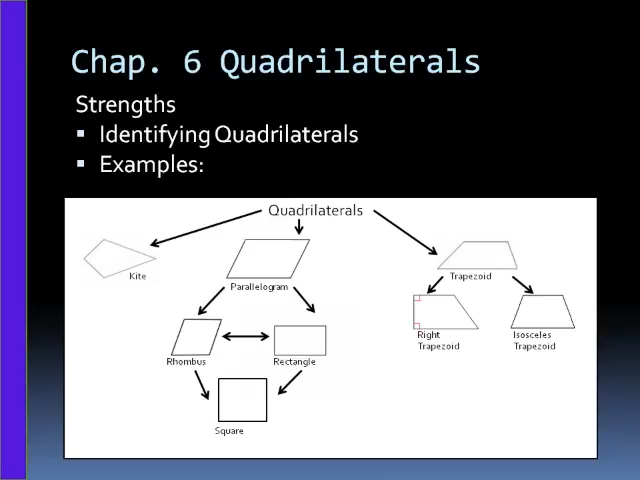 Chap. 6 Quadrilaterals
Strengths
Identifying Quadrilaterals
Examples:
Quadrilaterals
Kite
Parallelogram
Trapezoid
Rhombus
Rectangle
Right
Trapezoid
Isosceles
Trapezoid
Square